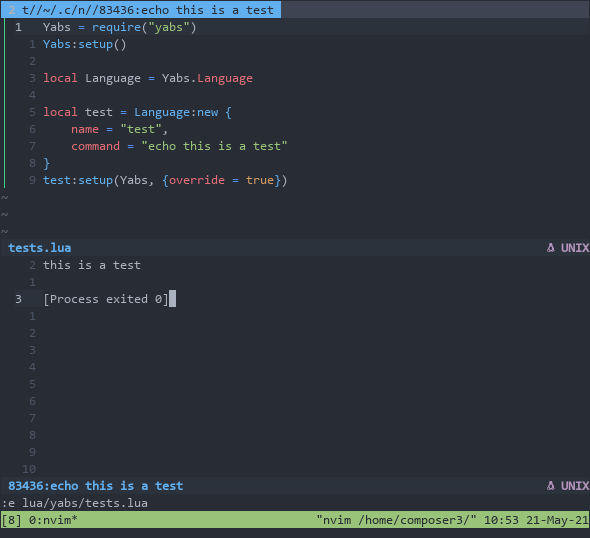 2 t//~/.c/n//83436:echo this is a test
1 Yabs = require("yabs")
1 Yabs:setup()
2
3 local Language = Yabs.Language
4
5 local test = Language:new {
6 name = "test",
7 command = "echo this is a test"
8 }
9 test:setup(Yabs, {override = true})
~
~
~
tests.lua UNIX
2 this is a test
1
3 [Process exited 0]
1
2
3
4
5
6
7
8
9
10
83436:echo this is a test UNIX
:e lua/yabs/tests.lua
[8] 0:nvim* "nvim /home/composer3/" 10:53 21-May-21